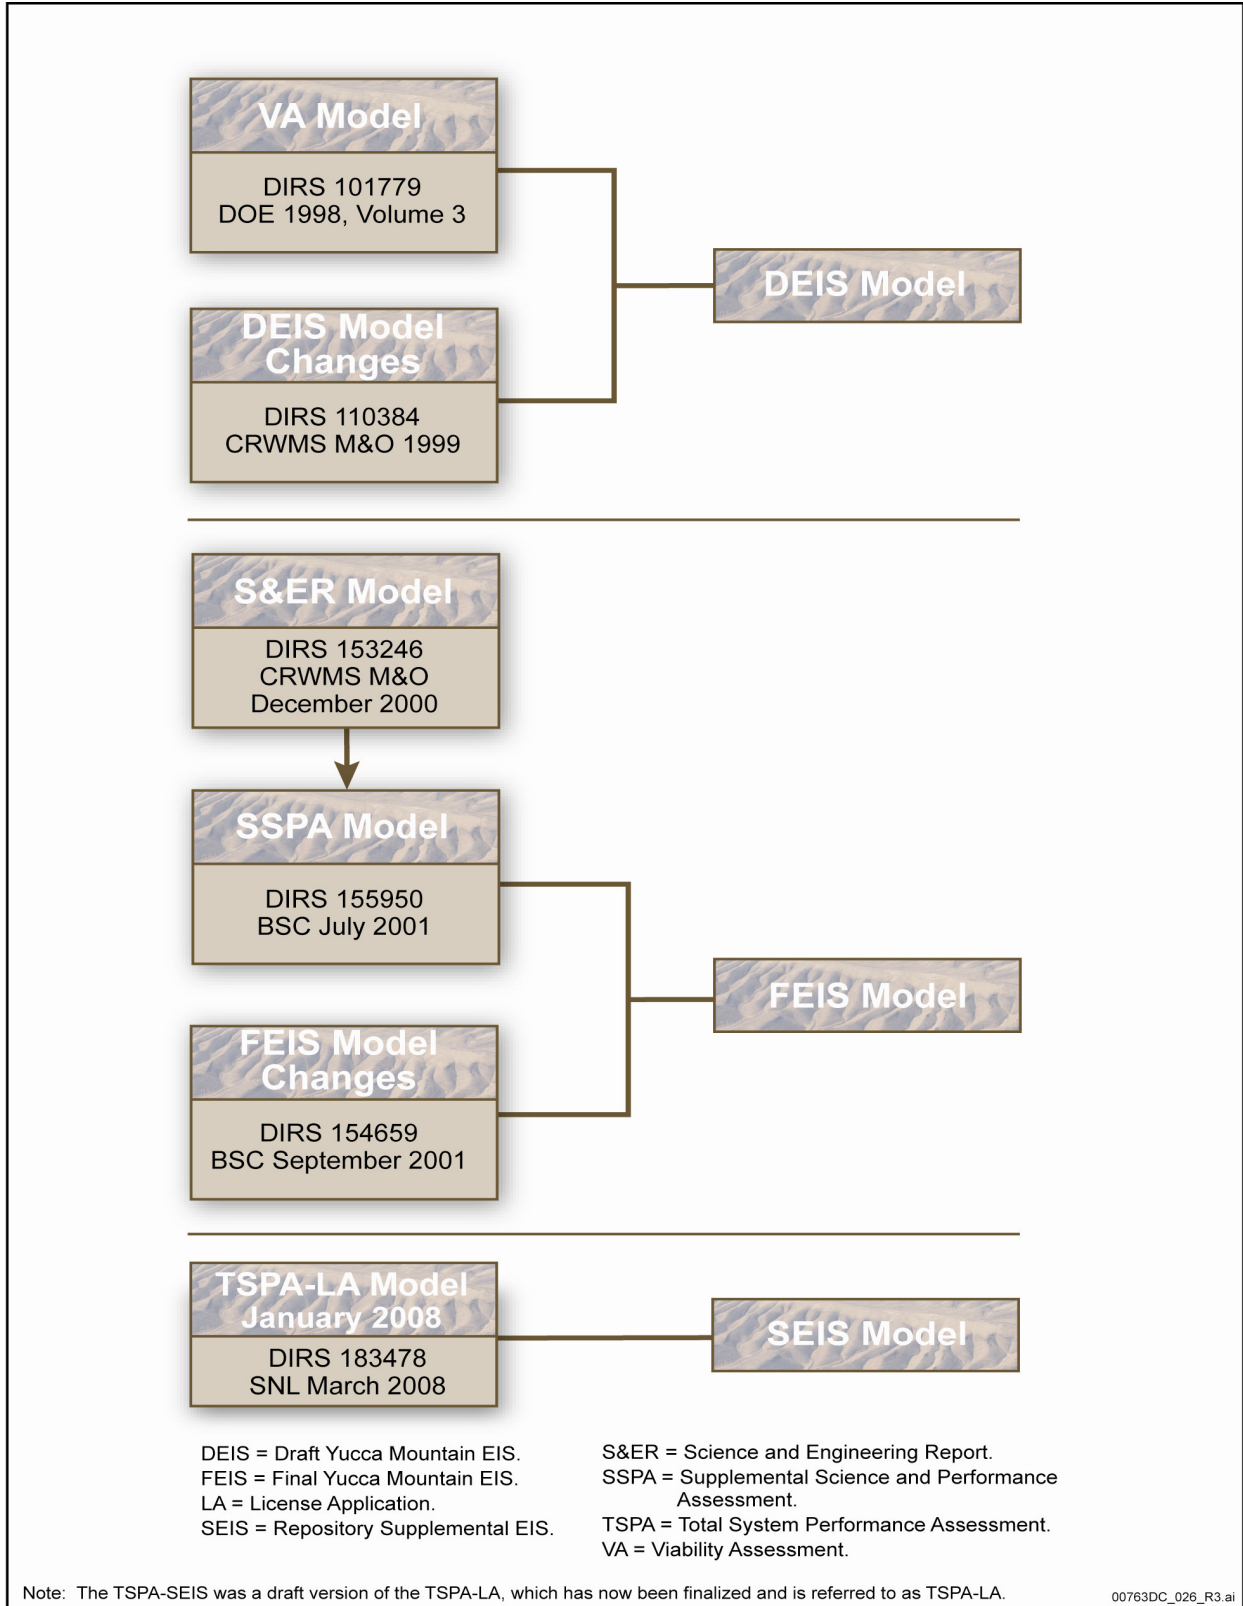 VA Model
DIRS 101779
DOE 1998, Volume 3
DEIS Model
DEIS Model
Changes
DIRS 110384
CRWMS M&O 1999
S&ER Model
DIRS 153246
CRWMS M&O
December 2000
SSPA Model
DIRS 155950
BSC July 2001
FEIS Model
FEIS Model
Changes
DIRS 154659
BSC September 2001
TSPA-LA Model
January 2008
DIRS 183478
SNL March 2008
SEIS Model
DEIS = Draft Yucca Mountain EIS.
FEIS = Final Yucca Mountain EIS.
LA = License Application.
SEIS = Repository Supplemental EIS.
S&ER = Science and Engineering Report.
SSPA = Supplemental Science and Performance
Assessment.
TSPA = Total System Performance Assessment.
VA = Viability Assessment.
Note: The TSPA-SEIS was a draft version of the TSPA-LA, which has now been finalized and is referred to as TSPA-LA.
00763DC_026_R3.ai